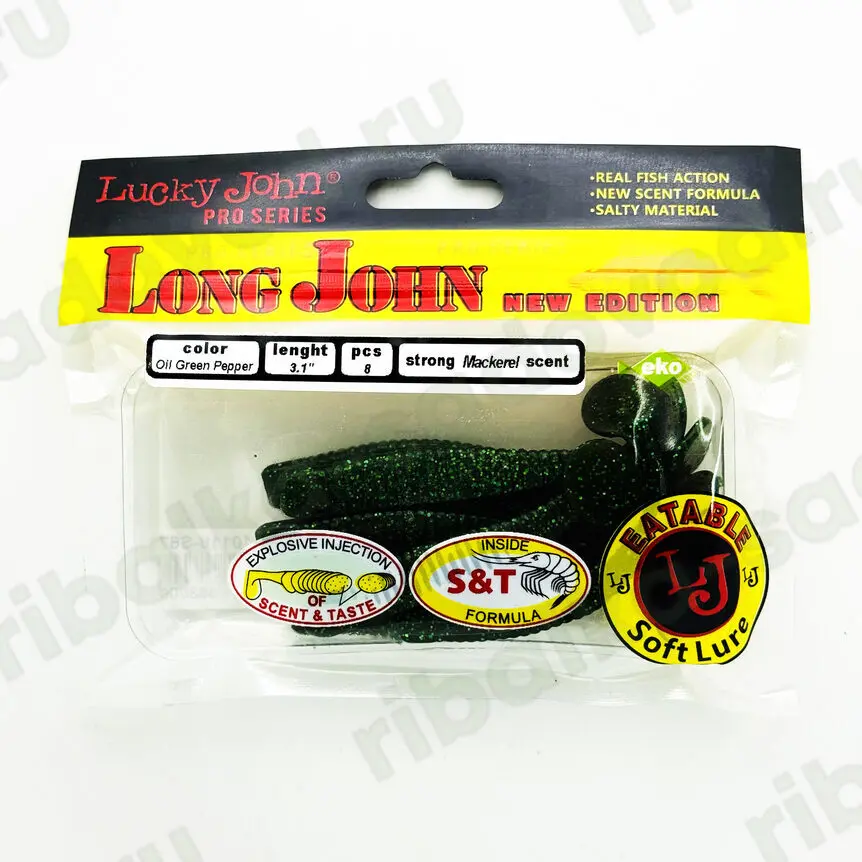 Lucky John®
PRO SERIES
•REAL FISH ACTION
•NEW SCENT FORMULA
•SALTY MATERIAL
LONG JOHN NEW EDITION
color
Oil Green Pepper
lenght
3.1"
pcs
8
strong Mackerel scent
eko
EXPLOSIVE INJECTION
OF
SCENT & TASTE
INSIDE
S&T
FORMULA
EATABLE
LJ
LJ
LJ
Soft Lure
ribalkasadovod.ru